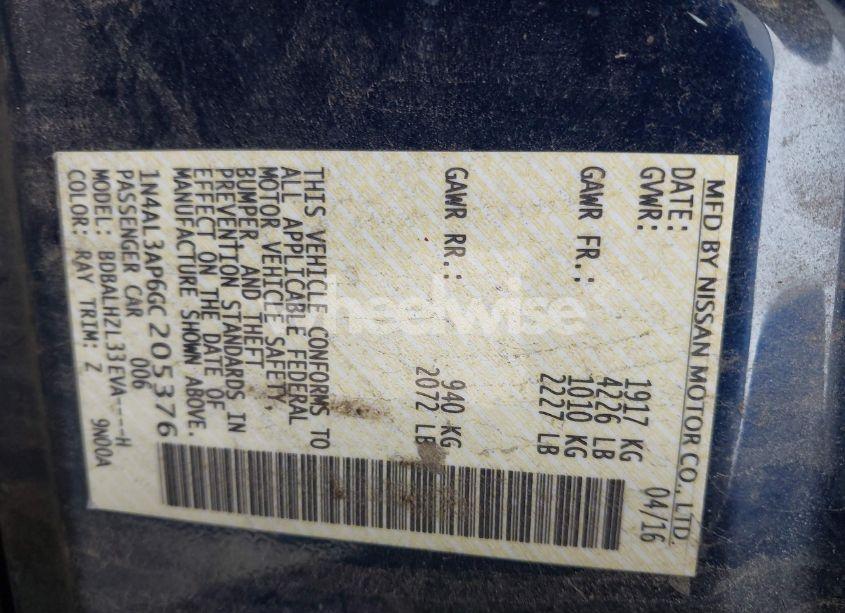 MFD BY NISSAN MOTOR CO., LTD.
DATE: 04/16
GVWR: 1917 KG
4226 LB
GAWR FR.: 1010 KG
2227 LB
GAWR RR.: 940 KG
2072 LB
THIS VEHICLE CONFORMS TO
ALL APPLICABLE FEDERAL
MOTOR VEHICLE SAFETY,
BUMPER, AND THEFT
PREVENTION STANDARDS IN
EFFECT ON THE DATE OF
MANUFACTURE SHOWN ABOVE.
1N4AL3AP6GC205376
PASSENGER CAR 006
MODEL: BDBALHZL33EVA----H
COLOR: RAY TRIM: Z 9N00A
wheelwise